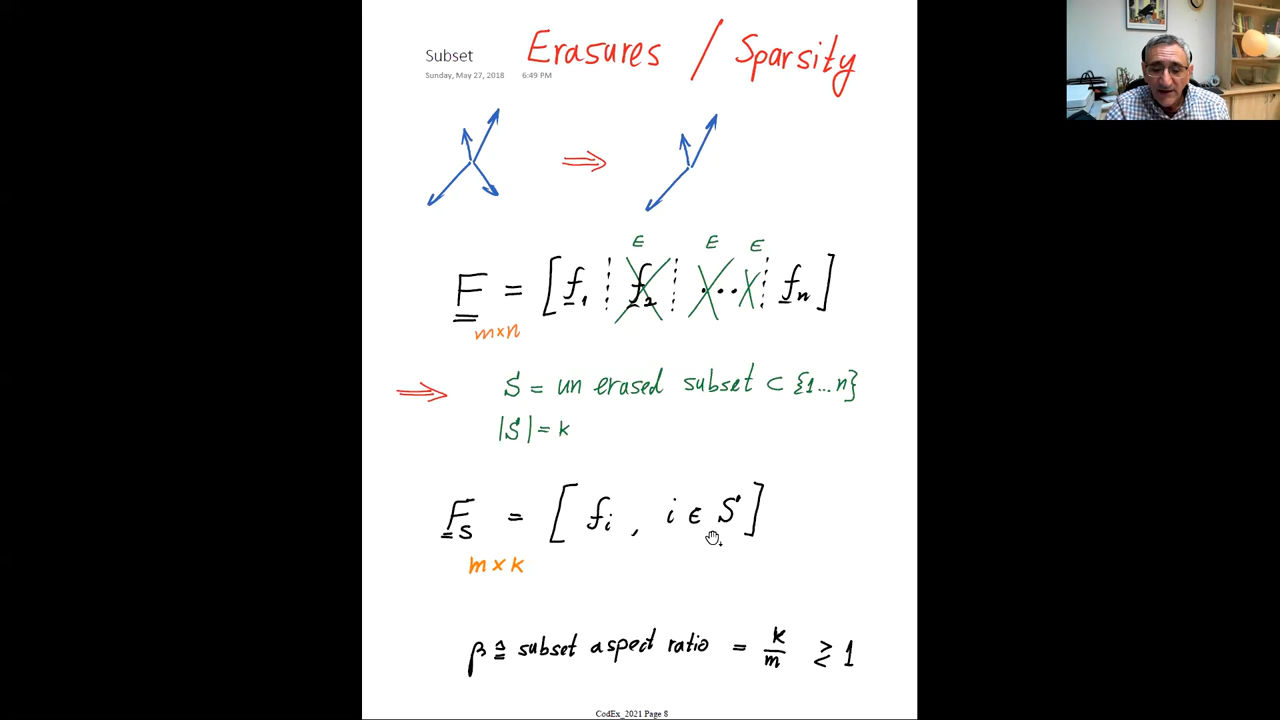 Subset
Erasures / Sparsity
Sunday, May 27, 2018 6:49 PM
⇒
E E E
F = [f1 ⋮ f2 ⋮ ... ⋮ fn]
m×n
⇒ S = un erased subset ⊂ {1...n}
|S| = k
FS = [ fi , i ∈ S ]
m × k
β ≜ subset aspect ratio = k/m ≷ 1
CodEx_2021 Page 8